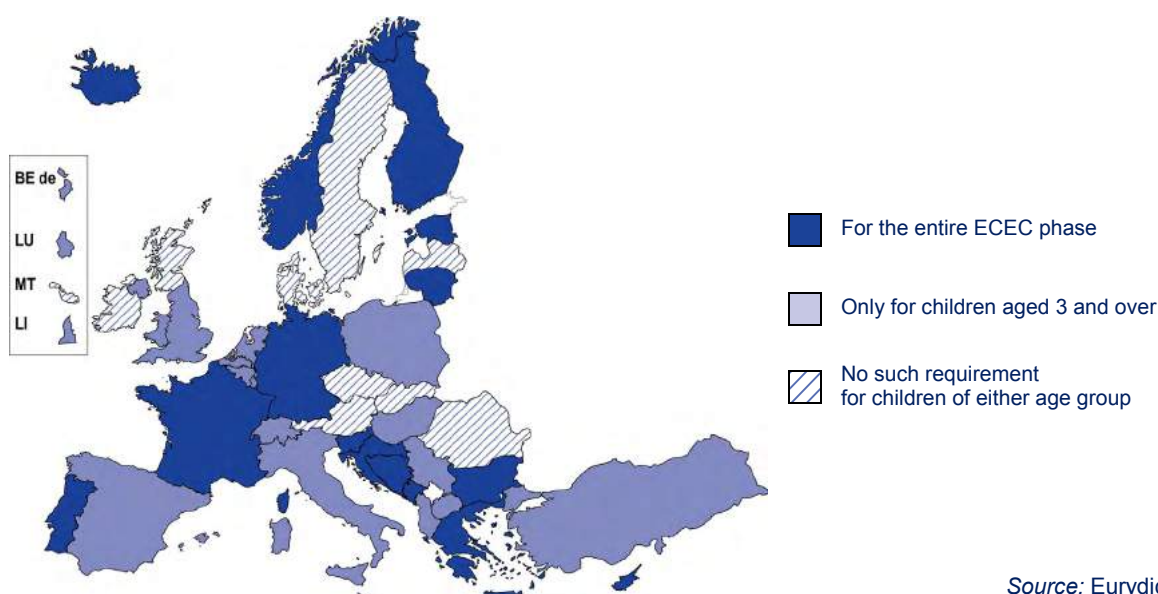 BE de
LU
MT
LI
For the entire ECEC phase
Only for children aged 3 and over
No such requirement
for children of either age group
Source: Eurydic